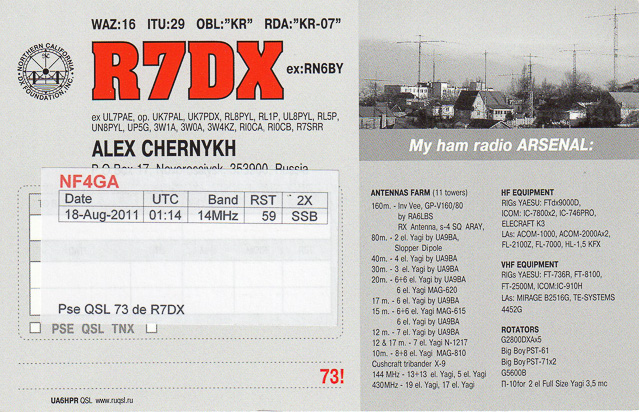 WAZ:16 ITU:29 OBL:"KR" RDA:"KR-07"
NORTHERN CALIFORNIA
DX FOUNDATION, INC.
R7DX
ex:RN6BY
ex UL7PAE, op. UK7PAL, UK7PDX, RL8PYL, RL1P, UL8PYL, RL5P,
UN8PYL, UP5G, 3W1A, 3W0A, 3W4KZ, RI0CA, RI0CB, R7SRR
ALEX CHERNYKH
P.O.Box 17, Novorossiysk, 353900, Russia
NF4GA
Date UTC Band RST 2X
18-Aug-2011 01:14 14MHz 59 SSB
Pse QSL 73 de R7DX
PSE QSL TNX
73!
UA6HPR QSL www.ruqsl.ru
My ham radio ARSENAL:
ANTENNAS FARM (11 towers)
160m. - Inv Vee, GP-V160/80
by RA6LBS
RX Antenna, s-4 SQ ARAY,
80m. - 2 el. Yagi by UA9BA,
Slopper Dipole
40m. - 4 el Yagi by UA9BA
30m. - 3 el. Yagi by UA9BA
20m. - 6+6 el. Yagi by UA9BA
6 el. Yagi MAG-620
17 m. - 6 el. Yagi by UA9BA
15 m. - 6+6 el. Yagi MAG-615
6 el. Yagi by UA9BA
12 m. - 7 el. Yagi by UA9BA
12 & 17 m. - 7 el. Yagi N-1217
10m. - 8+8 el. Yagi MAG-810
Cushcraft tribander X-9
144 MHz - 13+13 el. Yagi, 5 el. Yagi
430MHz - 19 el. Yagi, 17 el. Yagi
HF EQUIPMENT
RIGs YAESU: FTdx9000D,
ICOM: IC-7800x2, IC-746PRO,
ELECRAFT K3
LAs: ACOM-1000, ACOM-2000Ax2,
FL-2100Z, FL-7000, HL-1,5 KFX
VHF EQUIPMENT
RIGs YAESU: FT-736R, FT-8100,
FT-2500M, ICOM:IC-910H
LAs: MIRAGE B2516G, TE-SYSTEMS
4452G
ROTATORS
G2800DXAx5
Big BoyPST-61
Big BoyPST-71x2
G5600B
П-10for 2 el Full Size Yagi 3,5 mc